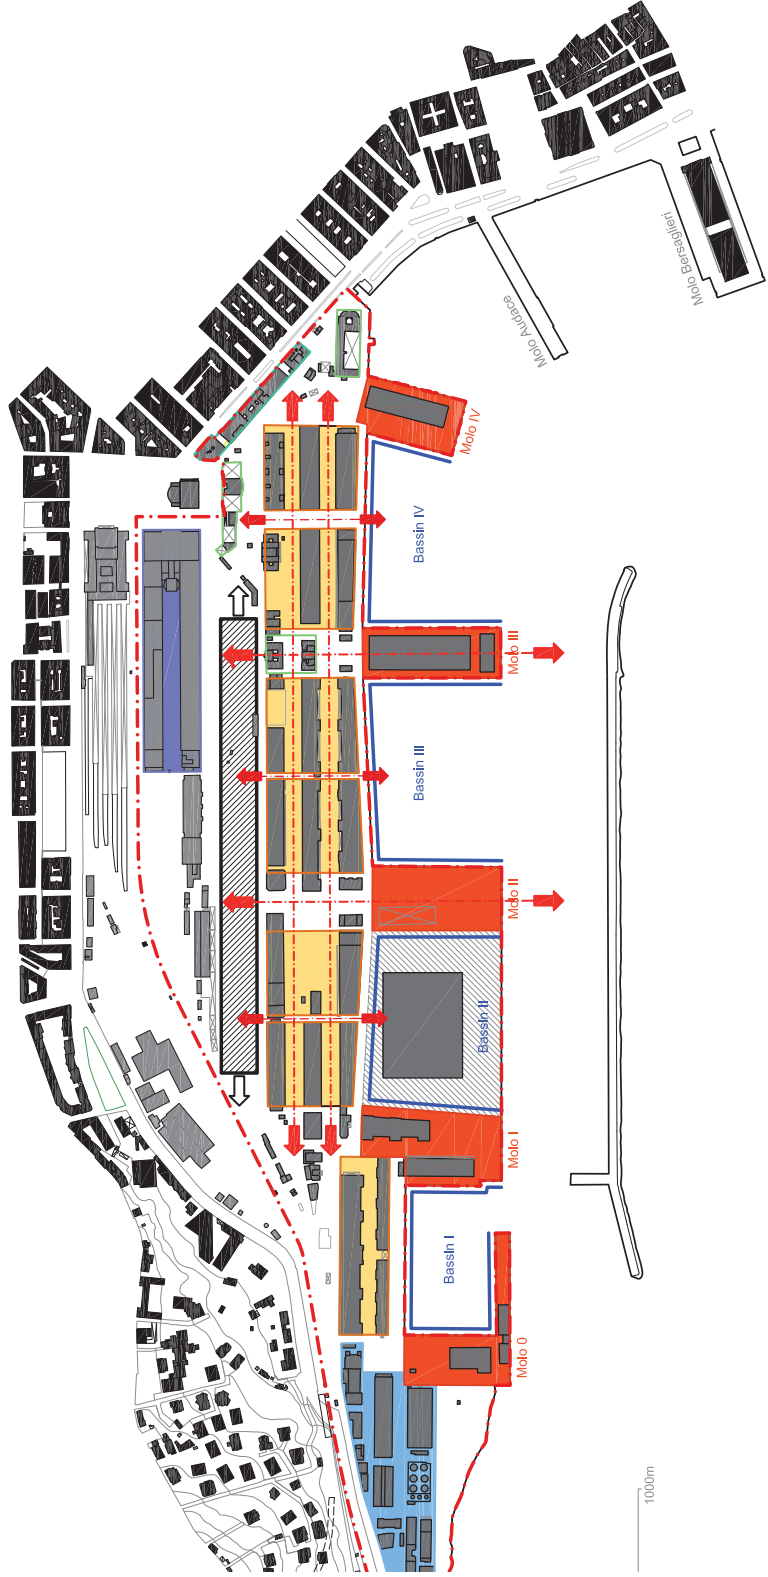 Molo Bersaglieri
Molo Audace
Molo IV
Bassin IV
Molo III
Bassin III
Molo II
Bassin II
Molo I
Bassin I
Molo 0
1000m